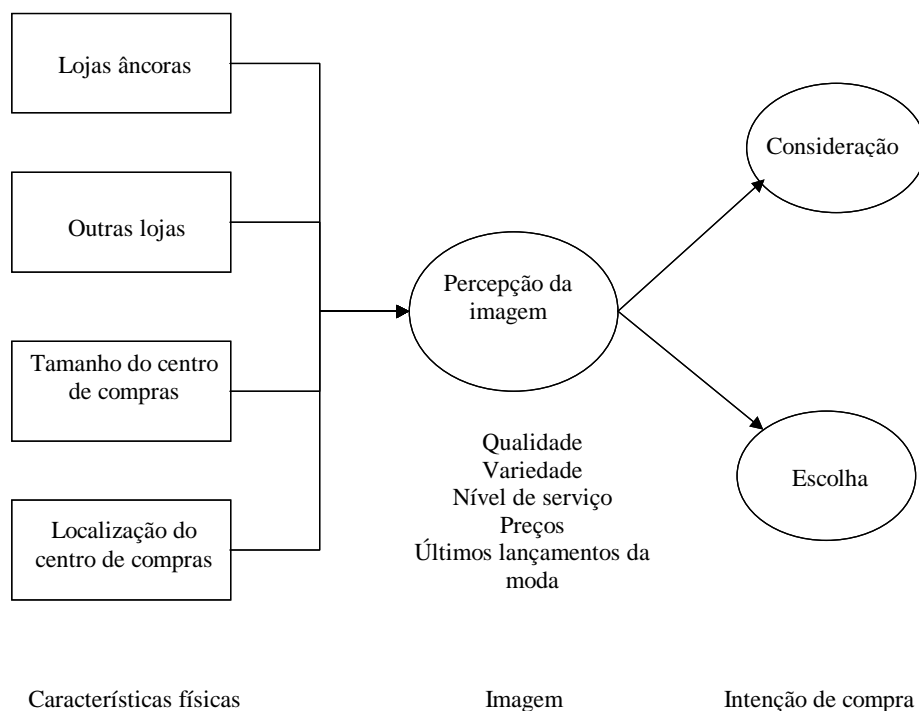 Lojas âncoras
Outras lojas
Tamanho do centro
de compras
Localização do
centro de compras
Percepção da
imagem
Qualidade
Variedade
Nível de serviço
Preços
Últimos lançamentos da
moda
Consideração
Escolha
Características físicas
Imagem
Intenção de compra